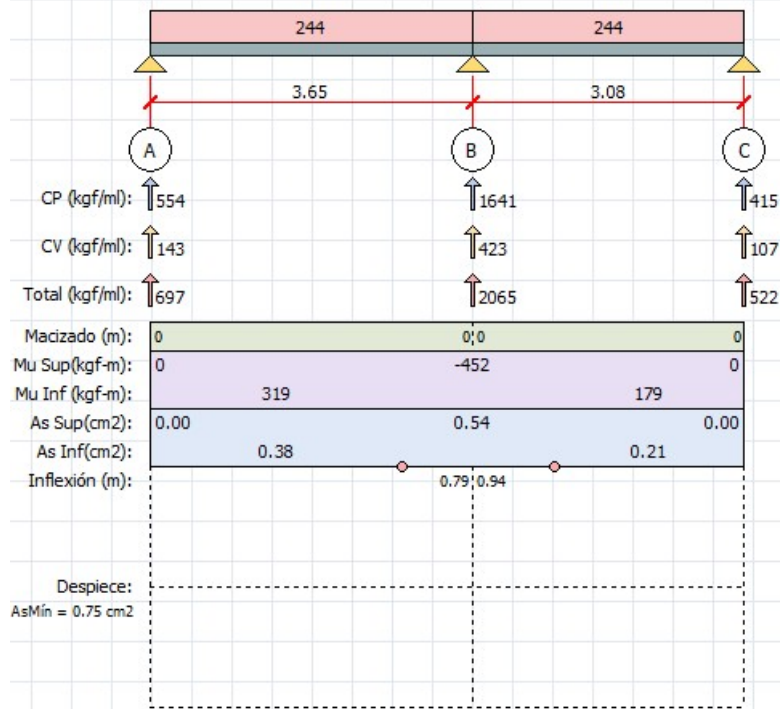 244 244
3.65 3.08
A B C
CP (kgf/ml): 554 1641 415
CV (kgf/ml): 143 423 107
Total (kgf/ml): 697 2065 522
Macizado (m): 0 0 0 0
Mu Sup(kgf-m): 0 -452 0
Mu Inf (kgf-m): 319 179
As Sup(cm2): 0.00 0.54 0.00
As Inf(cm2): 0.38 0.21
Inflexión (m): 0.79 0.94
Despiece:
AsMín = 0.75 cm2